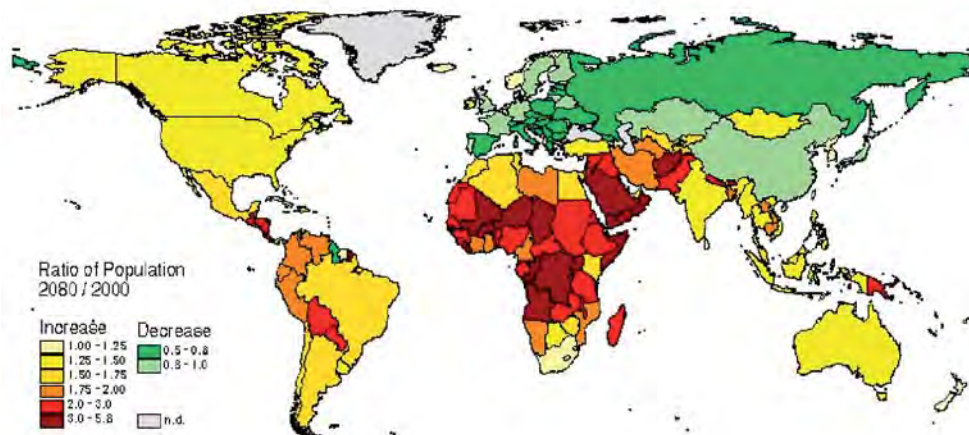 Ratio of Population
2080 / 2000
Increase
1.00 - 1.25
1.25 - 1.50
1.50 - 1.75
1.75 - 2.00
2.0 - 3.0
3.0 - 5.8
Decrease
0.5 - 0.8
0.8 - 1.0
n.d.